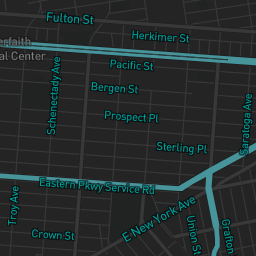 Fulton St
Herkimer St
erfaith
al Center
Pacific St
Schenectady Ave
Bergen St
Saratoga Ave
Prospect Pl
Sterling Pl
Eastern Pkwy Service Rd
Troy Ave
E New York Ave
Union St
Grafton
Crown St